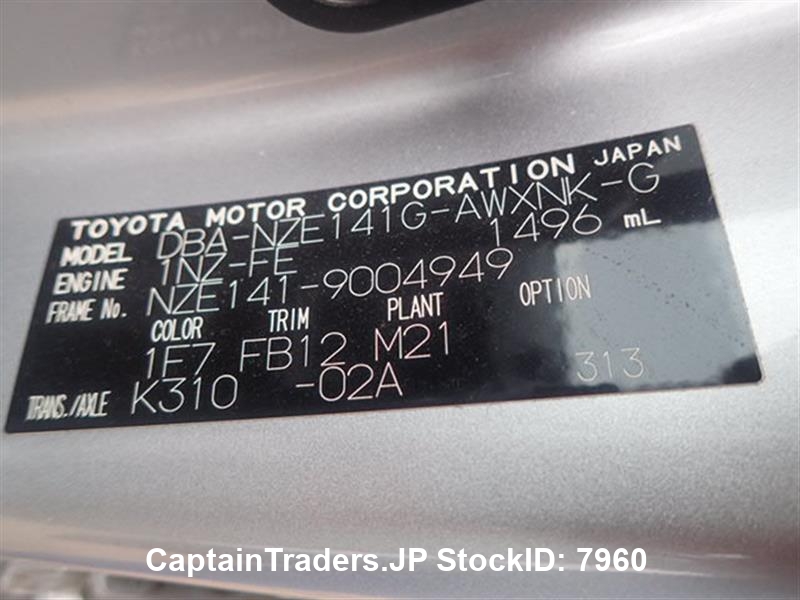 TOYOTA MOTOR CORPORATION JAPAN
MODEL DBA-NZE141G-AWXNK-G
ENGINE 1NZ-FE 1496 mL
FRAME No. NZE141-9004949
COLOR TRIM PLANT OPTION
1F7 FB12 M21
TRANS./AXLE K310 -02A 313
CaptainTraders.JP StockID: 7960